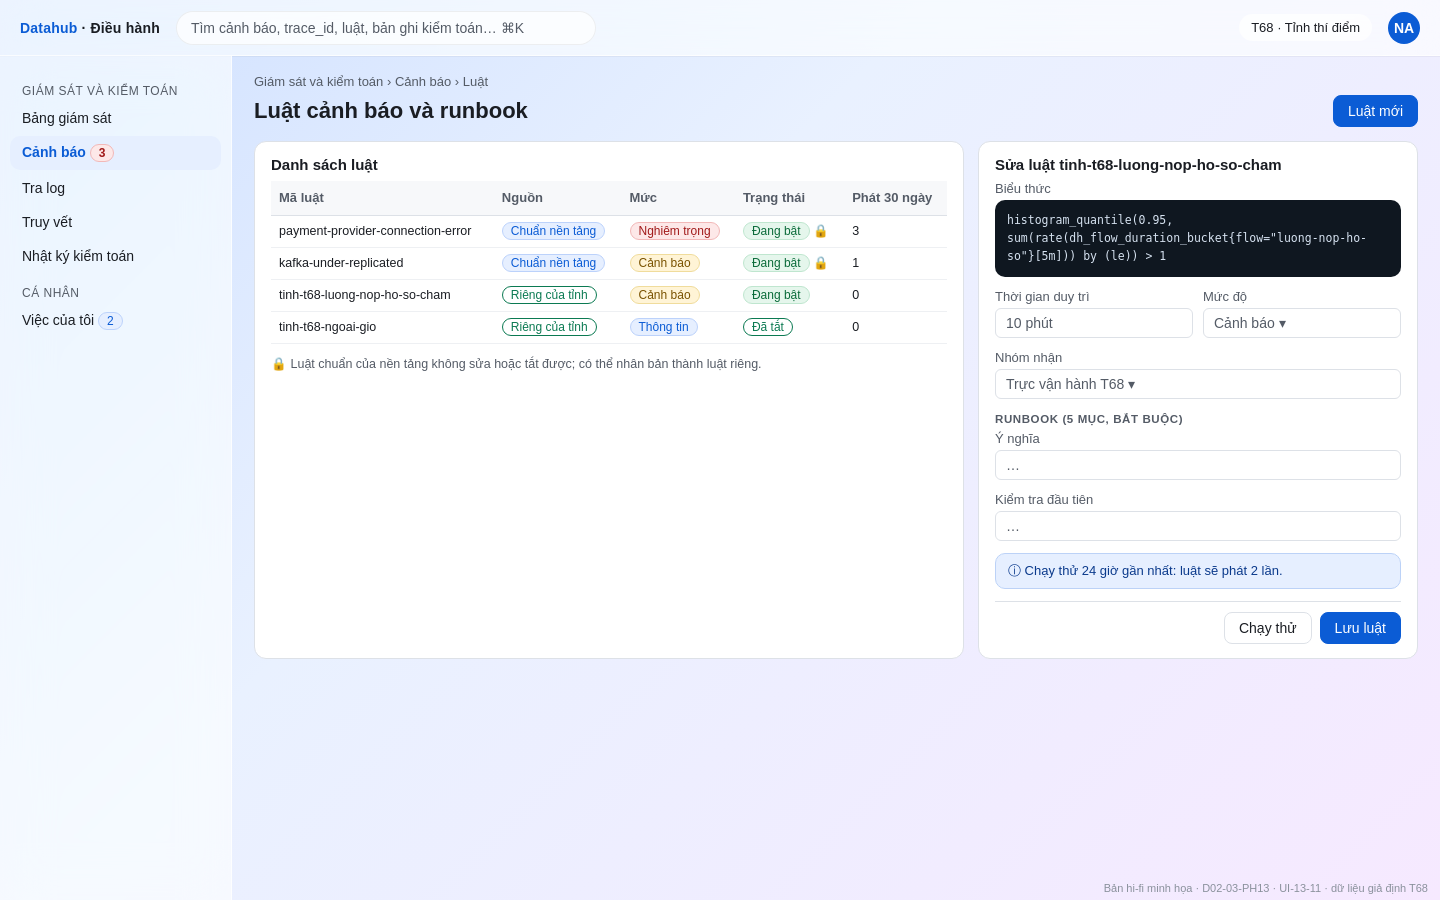 Datahub · Điều hành
Tìm cảnh báo, trace_id, luật, bản ghi kiểm toán… ⌘K
T68 · Tỉnh thí điểm
NA
GIÁM SÁT VÀ KIỂM TOÁN
Bảng giám sát
Cảnh báo 3
Tra log
Truy vết
Nhật ký kiểm toán
CÁ NHÂN
Việc của tôi 2
Giám sát và kiểm toán › Cảnh báo › Luật
Luật cảnh báo và runbook
Luật mới
Danh sách luật
Mã luật Nguồn Mức Trạng thái Phát 30 ngày
payment-provider-connection-error Chuẩn nền tảng Nghiêm trọng Đang bật 🔒 3
kafka-under-replicated Chuẩn nền tảng Cảnh báo Đang bật 🔒 1
tinh-t68-luong-nop-ho-so-cham Riêng của tỉnh Cảnh báo Đang bật 0
tinh-t68-ngoai-gio Riêng của tỉnh Thông tin Đã tắt 0
🔒 Luật chuẩn của nền tảng không sửa hoặc tắt được; có thể nhân bản thành luật riêng.
Sửa luật tinh-t68-luong-nop-ho-so-cham
Biểu thức
histogram_quantile(0.95,
sum(rate(dh_flow_duration_bucket{flow="luong-nop-ho-
so"}[5m])) by (le)) > 1
Thời gian duy trì Mức độ
10 phút Cảnh báo ▾
Nhóm nhận
Trực vận hành T68 ▾
RUNBOOK (5 MỤC, BẮT BUỘC)
Ý nghĩa
…
Kiểm tra đầu tiên
…
ⓘ Chạy thử 24 giờ gần nhất: luật sẽ phát 2 lần.
Chạy thử Lưu luật
Bản hi-fi minh họa · D02-03-PH13 · UI-13-11 · dữ liệu giả định T68